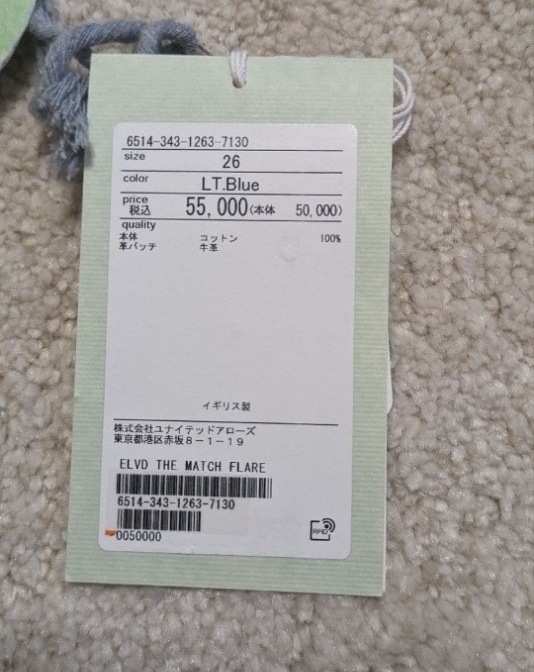 6514-343-1263-7130
size 26
color LT.Blue
price 税込 55,000(本体 50,000)
quality
本体 コットン 100%
革パッチ 牛革
イギリス製
株式会社ユナイテッドアローズ
東京都港区赤坂8-1-19
ELVD THE MATCH FLARE
6514-343-1263-7130
0050000
RFID